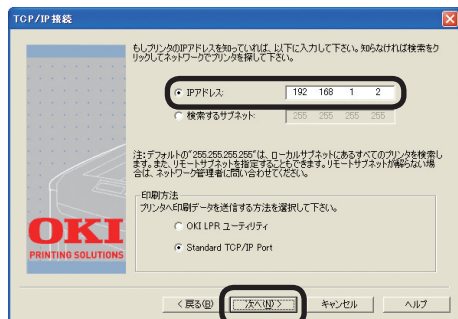 TCP/IP 接続
もしプリンタのIPアドレスを知っていれば、以下に入力して下さい。知らなければ検索をク
リックしてネットワークでプリンタを探して下さい。
IPアドレス: 192 168 1 2
検索するサブネット: 255 255 255 255
注:デフォルトの"255.255.255.255"は、ローカルサブネットにあるすべてのプリンタを検索し
ます。また、リモートサブネットを指定することもできます。リモートサブネットが解らない場
合は、ネットワーク管理者に問い合わせてください。
印刷方法
プリンタへ印刷データを送信する方法を選択して下さい。
OKI LPR ユーティリティ
Standard TCP/IP Port
OKI
PRINTING SOLUTIONS
< 戻る(B) 次へ(N) > キャンセル ヘルプ